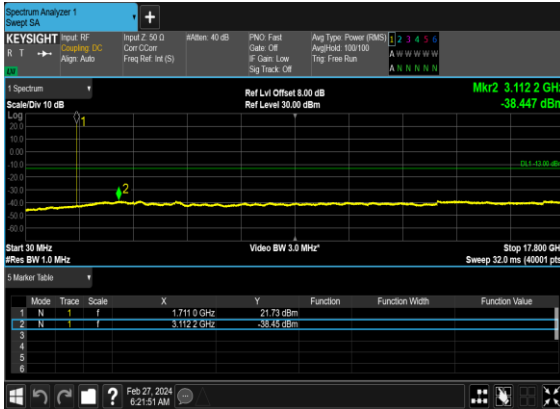 Spectrum Analyzer 1
Swept SA
+
KEYSIGHT Input: RF Input Z: 50 Ω #Atten: 40 dB PNO: Fast Avg Type: Power (RMS) 1 2 3 4 5 6
R T Coupling: DC Corr CCorr Gate: Off Avg|Hold: 100/100 A W W W W W
Align: Auto Freq Ref: Int (S) IF Gain: Low Trig: Free Run
Sig Track: Off A N N N N N
1 Spectrum Ref Lvl Offset 8.00 dB Mkr2 3.112 2 GHz
Scale/Div 10 dB Ref Level 30.00 dBm -38.447 dBm
Log
20.0 1
10.0
0.00
-10.0 DL1 -13.00 dBm
-20.0
-30.0
-40.0 2
-50.0
-60.0
Start 30 MHz Video BW 3.0 MHz* Stop 17.800 GH
#Res BW 1.0 MHz Sweep 32.0 ms (40001 pts
5 Marker Table
Mode Trace Scale X Y Function Function Width Function Value
1 N 1 f 1.711 0 GHz 21.73 dBm
2 N 1 f 3.112 2 GHz -38.45 dBm
3
4
5
6
? Feb 27, 2024
6:21:51 AM